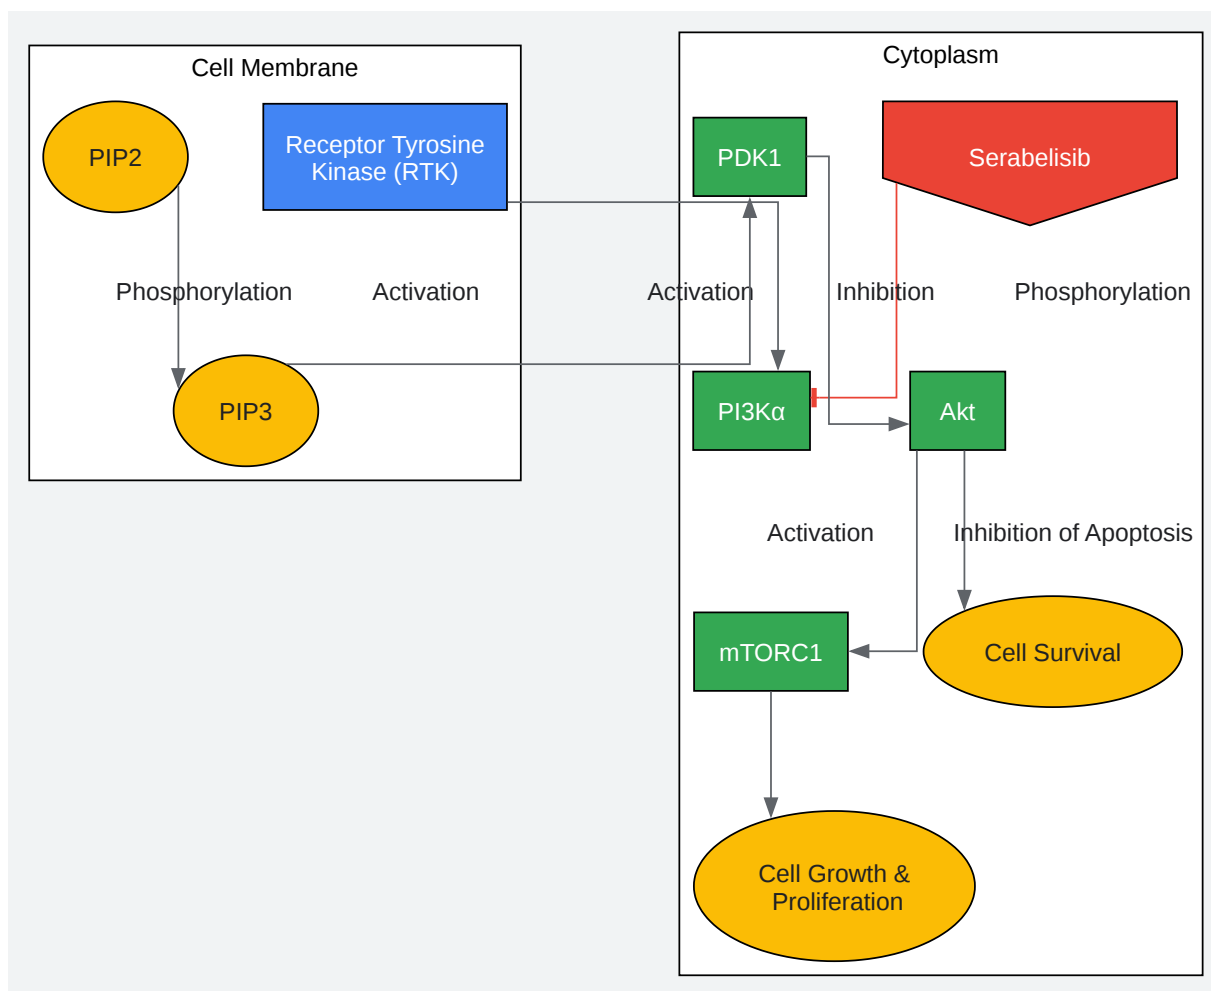 Cell Membrane
Cytoplasm
PIP2
Receptor Tyrosine
Kinase (RTK)
PDK1
Serabelisib
Phosphorylation
Activation
Activation
Inhibition
Phosphorylation
PIP3
PI3Kα
Akt
Activation
Inhibition of Apoptosis
mTORC1
Cell Survival
Cell Growth &
Proliferation